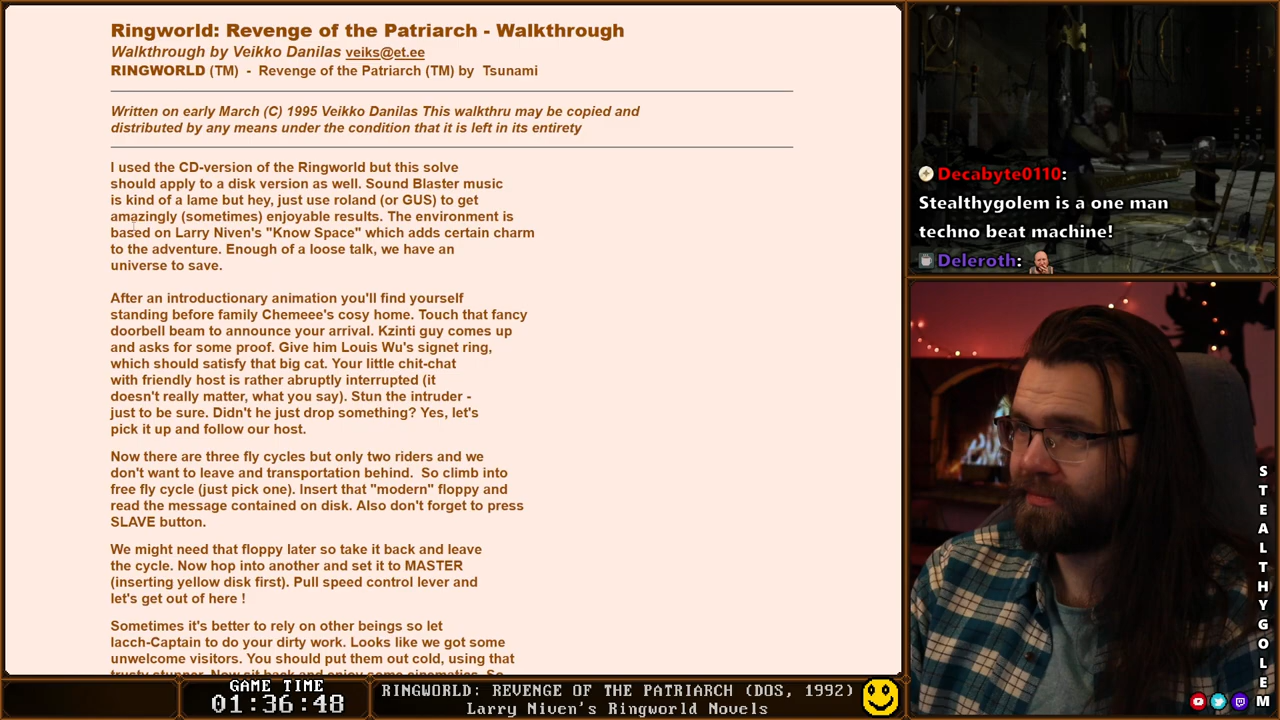 Ringworld: Revenge of the Patriarch - Walkthrough
Walkthrough by Veikko Danilas veiks@et.ee
RINGWORLD (TM) - Revenge of the Patriarch (TM) by Tsunami
Written on early March (C) 1995 Veikko Danilas This walkthru may be copied and
distributed by any means under the condition that it is left in its entirety
I used the CD-version of the Ringworld but this solve
should apply to a disk version as well. Sound Blaster music
is kind of a lame but hey, just use roland (or GUS) to get
amazingly (sometimes) enjoyable results. The environment is
based on Larry Niven's "Know Space" which adds certain charm
to the adventure. Enough of a loose talk, we have an
universe to save.
After an introductionary animation you'll find yourself
standing before family Chemeee's cosy home. Touch that fancy
doorbell beam to announce your arrival. Kzinti guy comes up
and asks for some proof. Give him Louis Wu's signet ring,
which should satisfy that big cat. Your little chit-chat
with friendly host is rather abruptly interrupted (it
doesn't really matter, what you say). Stun the intruder -
just to be sure. Didn't he just drop something? Yes, let's
pick it up and follow our host.
Now there are three fly cycles but only two riders and we
don't want to leave and transportation behind. So climb into
free fly cycle (just pick one). Insert that "modern" floppy and
read the message contained on disk. Also don't forget to press
SLAVE button.
We might need that floppy later so take it back and leave
the cycle. Now hop into another and set it to MASTER
(inserting yellow disk first). Pull speed control lever and
let's get out of here !
Sometimes it's better to rely on other beings so let
lacch-Captain to do your dirty work. Looks like we got some
unwelcome visitors. You should put them out cold, using that
trusty stunner. Now sit back and enjoy some cinematics. So
Decabyte0110:
Stealthygolem is a one man
techno beat machine!
Deleroth:
STEALTHYGOLEM
GAME TIME
01:36:48
RINGWORLD: REVENGE OF THE PATRIARCH (DOS, 1992)
Larry Niven's Ringworld Novels